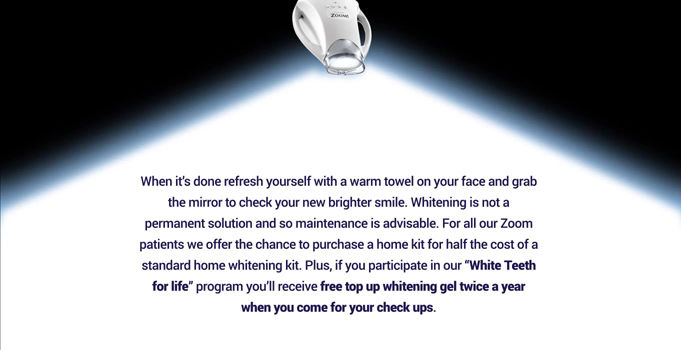 ZOOM!
When it’s done refresh yourself with a warm towel on your face and grab
the mirror to check your new brighter smile. Whitening is not a
permanent solution and so maintenance is advisable. For all our Zoom
patients we offer the chance to purchase a home kit for half the cost of a
standard home whitening kit. Plus, if you participate in our “White Teeth
for life” program you’ll receive free top up whitening gel twice a year
when you come for your check ups.